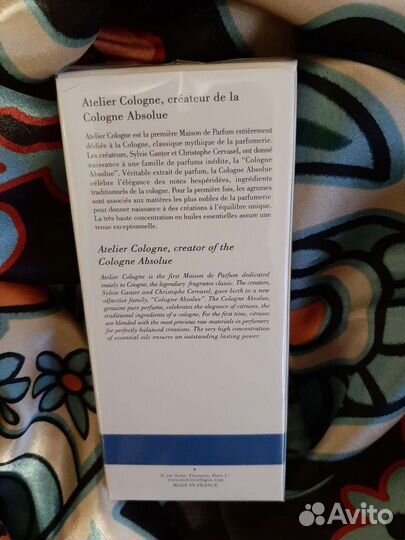 Atelier Cologne, créateur de la
Cologne Absolue
Atelier Cologne est la première Maison de Parfum entièrement
dédiée à la Cologne, classique mythique de la parfumerie.
Les créateurs, Sylvie Ganter et Christophe Cervasel, ont donné
naissance à une famille de parfums inédite, la "Cologne
Absolue". Véritable extrait de parfum, la Cologne Absolue
célèbre l'élégance des notes hespéridées, ingrédients
traditionnels de la cologne. Pour la première fois, les agrumes
sont associés aux matières les plus nobles de la parfumerie
pour donner naissance à des créations à l'équilibre unique.
La très haute concentration en huiles essentielles assure une
tenue exceptionnelle.
Atelier Cologne, creator of the
Cologne Absolue
Atelier Cologne is the first Maison de Parfum dedicated
entirely to Coogne, the legendary fragrance classic. The creators,
Sylvie Ganter and Christophe Cervasel, gave birth to a new
olfactive family, "Cologne Absolue". The Cologne Absolue,
genuine pure perfume, celebrates the elegance of citruses, the
traditional ingredients of a cologne, For the first time, citruses
are blended with the most precious raw materials in perfumery
for perfectly balanced creations. The very high concentration
of essential oils ensures an outstanding lasting power.
8, rue Saint, Florentin, Paris 1
www.ateliercologne.com
MADE IN FRANCE
Avito